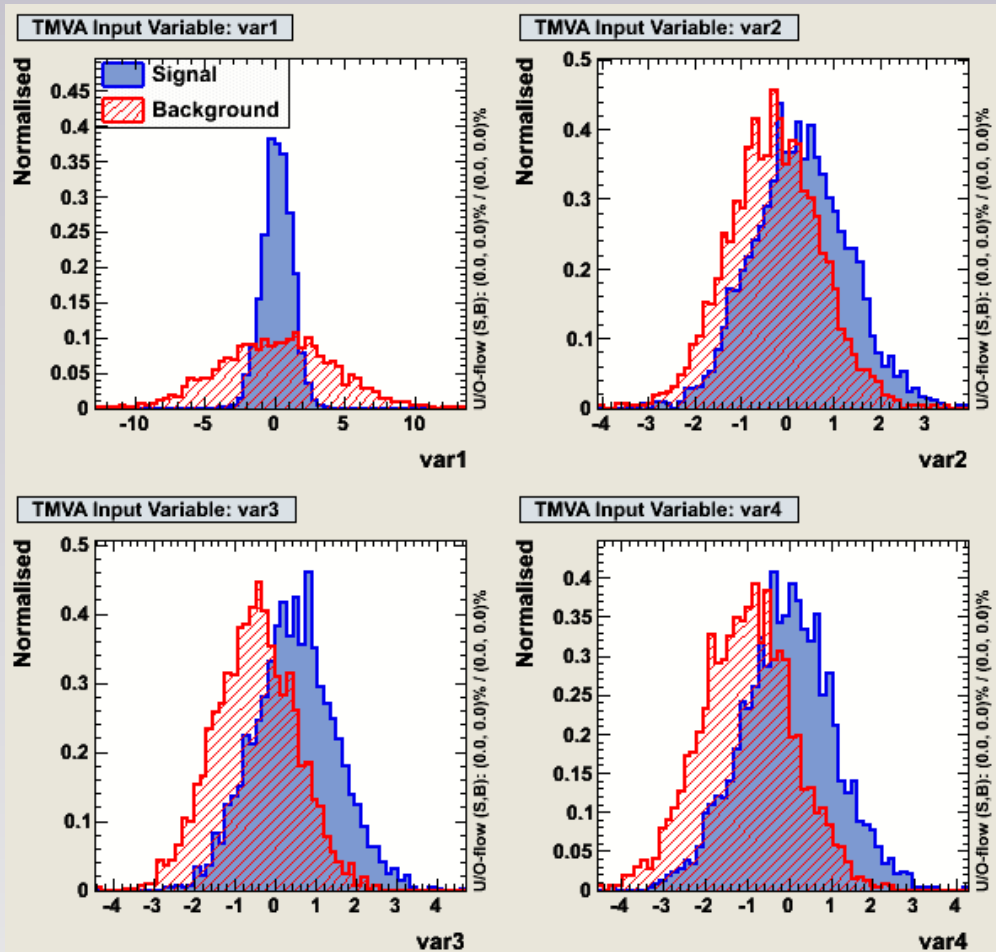 TMVA Input Variable: var1
Normalised
0.45
0.4
0.35
0.3
0.25
0.2
0.15
0.1
0.05
0
Signal
Background
-10 -5 0 5 10
var1
U/O-flow (S,B): (0.0, 0.0)% / (0.0, 0.0)%
TMVA Input Variable: var2
Normalised
0.5
0.4
0.3
0.2
0.1
0
-4 -3 -2 -1 0 1 2 3
var2
U/O-flow (S,B): (0.0, 0.0)% / (0.0, 0.0)%
TMVA Input Variable: var3
Normalised
0.5
0.4
0.3
0.2
0.1
0
-4 -3 -2 -1 0 1 2 3 4
var3
U/O-flow (S,B): (0.0, 0.0)% / (0.0, 0.0)%
TMVA Input Variable: var4
Normalised
0.4
0.35
0.3
0.25
0.2
0.15
0.1
0.05
0
-4 -3 -2 -1 0 1 2 3 4
var4
U/O-flow (S,B): (0.0, 0.0)% / (0.0, 0.0)%